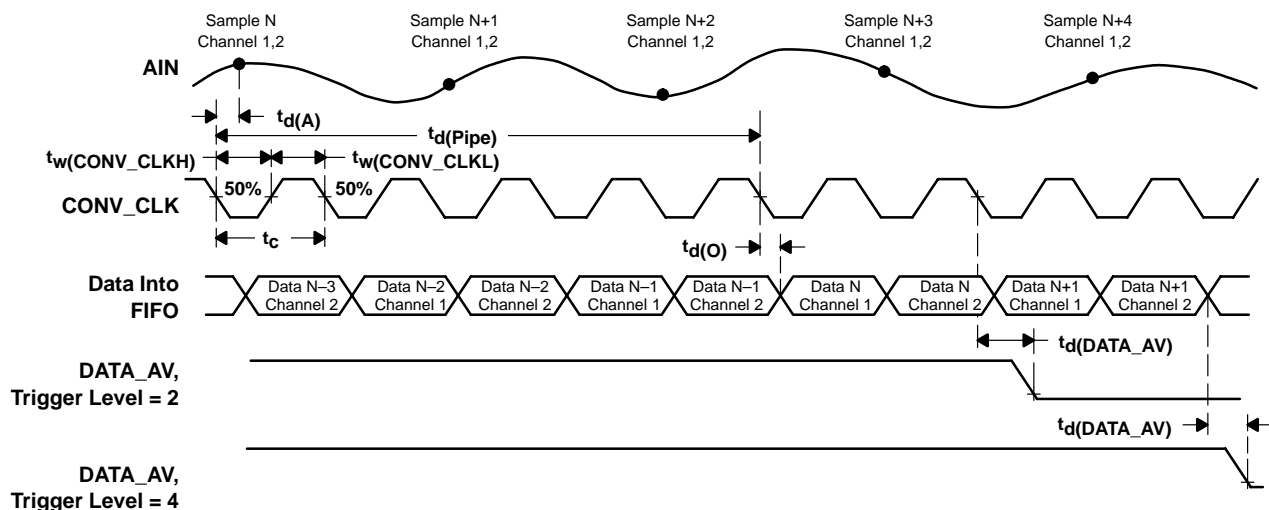 Sample N
Channel 1,2
Sample N+1
Channel 1,2
Sample N+2
Channel 1,2
Sample N+3
Channel 1,2
Sample N+4
Channel 1,2
AIN
td(A)
td(Pipe)
tw(CONV_CLKH)
tw(CONV_CLKL)
50%
50%
CONV_CLK
tc
td(O)
Data Into
FIFO
Data N–3
Channel 2
Data N–2
Channel 1
Data N–2
Channel 2
Data N–1
Channel 1
Data N–1
Channel 2
Data N
Channel 1
Data N
Channel 2
Data N+1
Channel 1
Data N+1
Channel 2
td(DATA_AV)
DATA_AV,
Trigger Level = 2
td(DATA_AV)
DATA_AV,
Trigger Level = 4